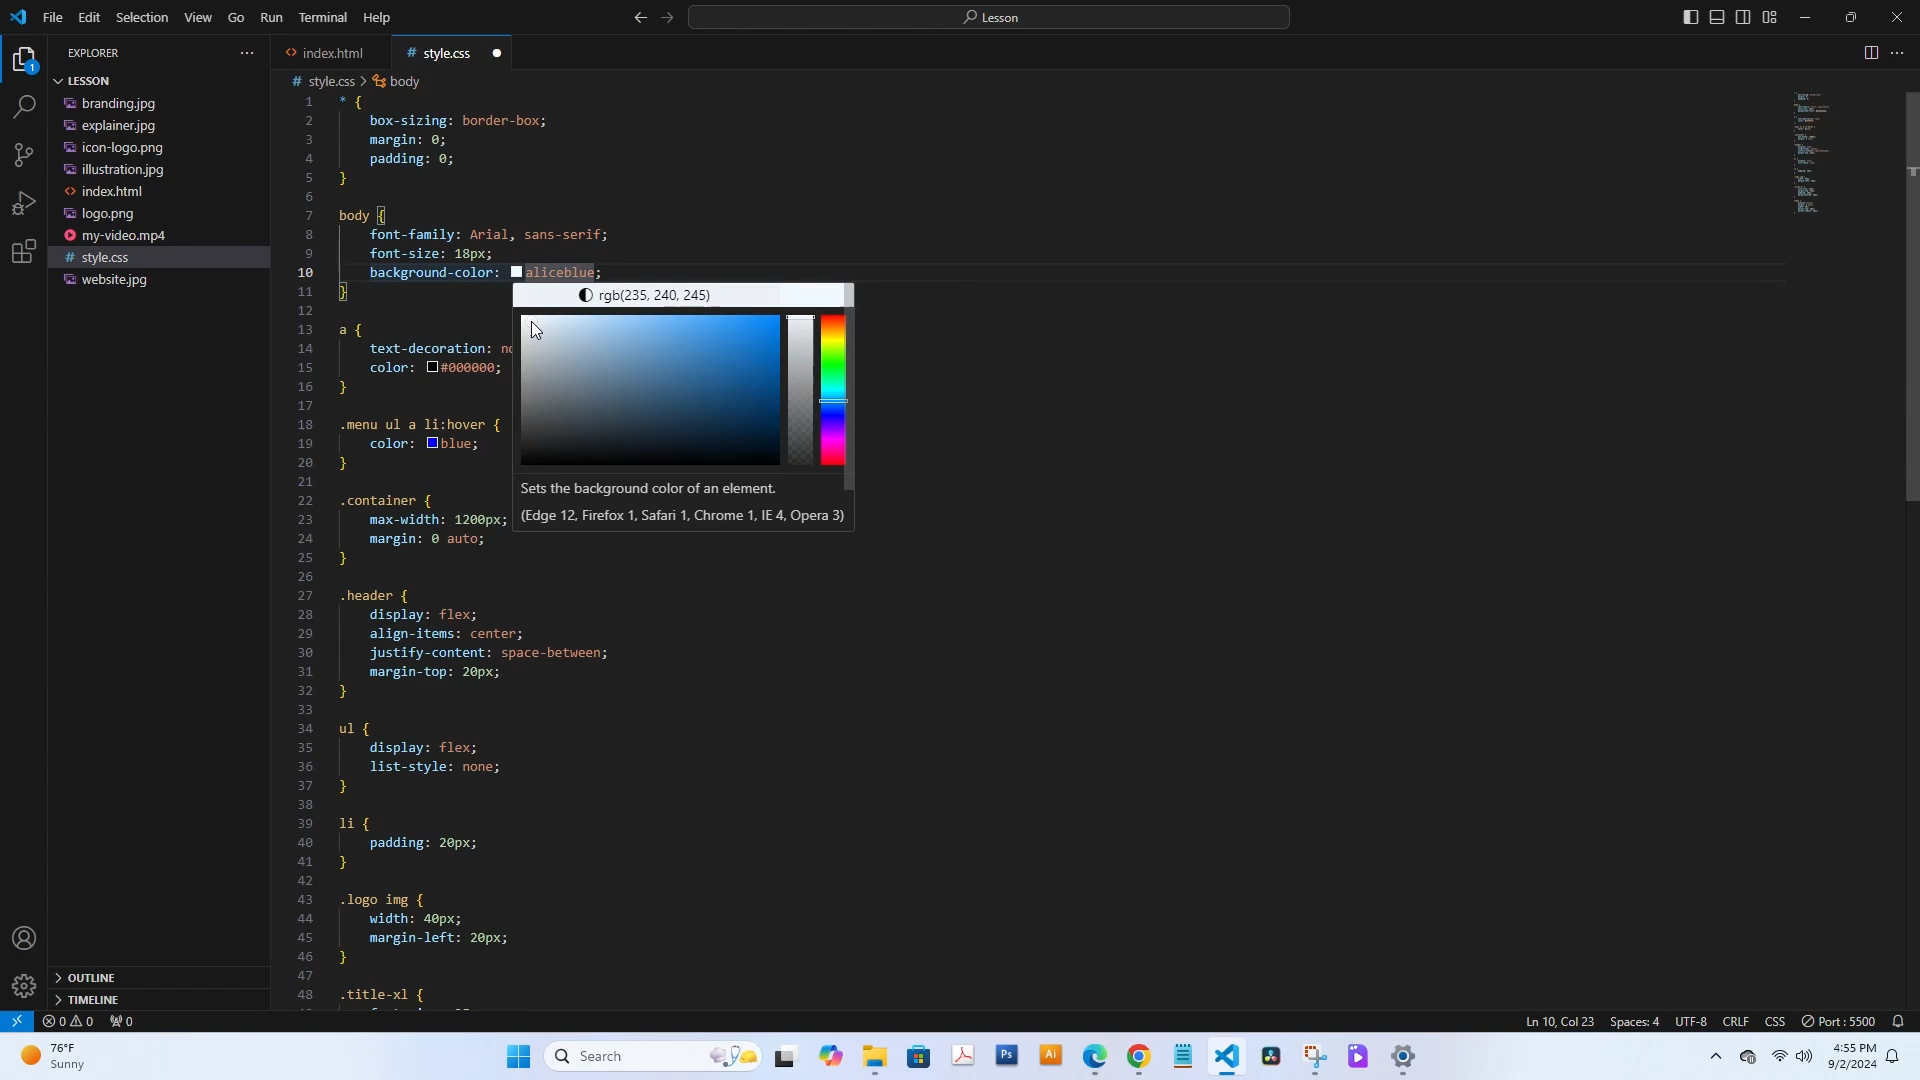 File Edit Selection View Go Run Terminal Help
Lesson
EXPLORER
index.html
# style.css
LESSON
# style.css > body
branding.jpg
explainer.jpg
icon-logo.png
illustration.jpg
index.html
logo.png
my-video.mp4
# style.css
website.jpg
1 * {
2 box-sizing: border-box;
3 margin: 0;
4 padding: 0;
5 }
6
7 body {
8 font-family: Arial, sans-serif;
9 font-size: 18px;
10 background-color: aliceblue;
11 }
rgb(235, 240, 245)
12
13 a {
14 text-decoration: no
15 color: #000000;
16 }
17
18 .menu ul a li:hover {
19 color: blue;
20 }
21
Sets the background color of an element.
22 .container {
23 max-width: 1200px;
(Edge 12, Firefox 1, Safari 1, Chrome 1, IE 4, Opera 3)
24 margin: 0 auto;
25 }
26
27 .header {
28 display: flex;
29 align-items: center;
30 justify-content: space-between;
31 margin-top: 20px;
32 }
33
34 ul {
35 display: flex;
36 list-style: none;
37 }
38
39 li {
40 padding: 20px;
41 }
42
43 .logo img {
44 width: 40px;
45 margin-left: 20px;
46 }
47
48 .title-xl {
OUTLINE
TIMELINE
0 0 0
Ln 10, Col 23 Spaces: 4 UTF-8 CRLF CSS Port : 5500
76°F
Sunny
Search
Ps
Ai
4:55 PM
9/2/2024
1